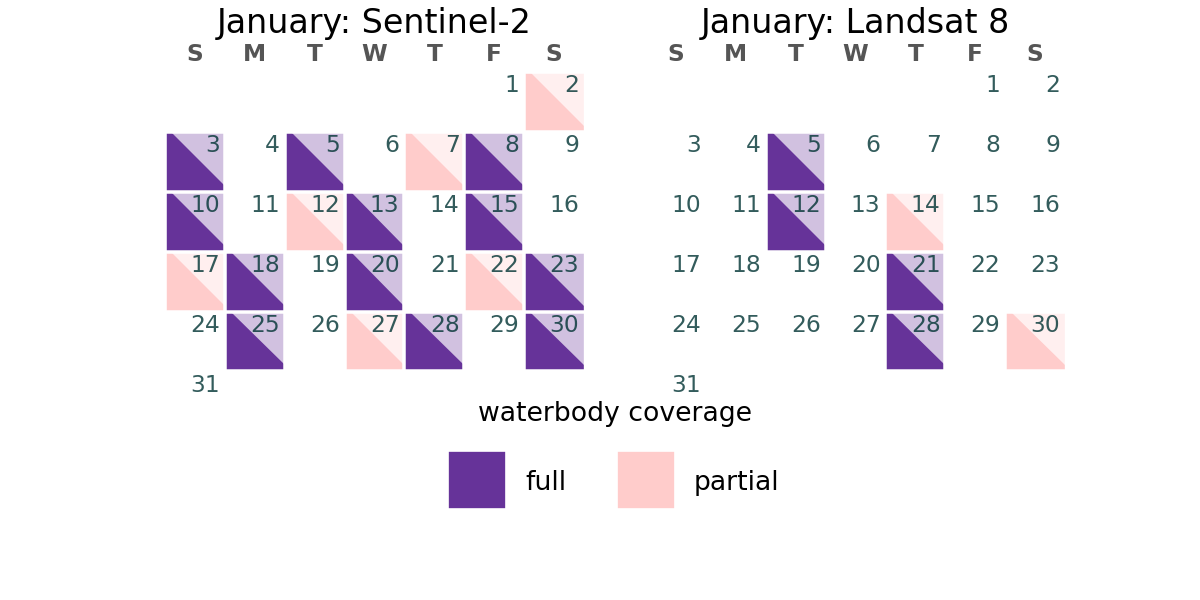 January: Sentinel-2
S M T W T F S
1 2
3 4 5 6 7 8 9
10 11 12 13 14 15 16
17 18 19 20 21 22 23
24 25 26 27 28 29 30
31
January: Landsat 8
S M T W T F S
1 2
3 4 5 6 7 8 9
10 11 12 13 14 15 16
17 18 19 20 21 22 23
24 25 26 27 28 29 30
31
waterbody coverage
full
partial